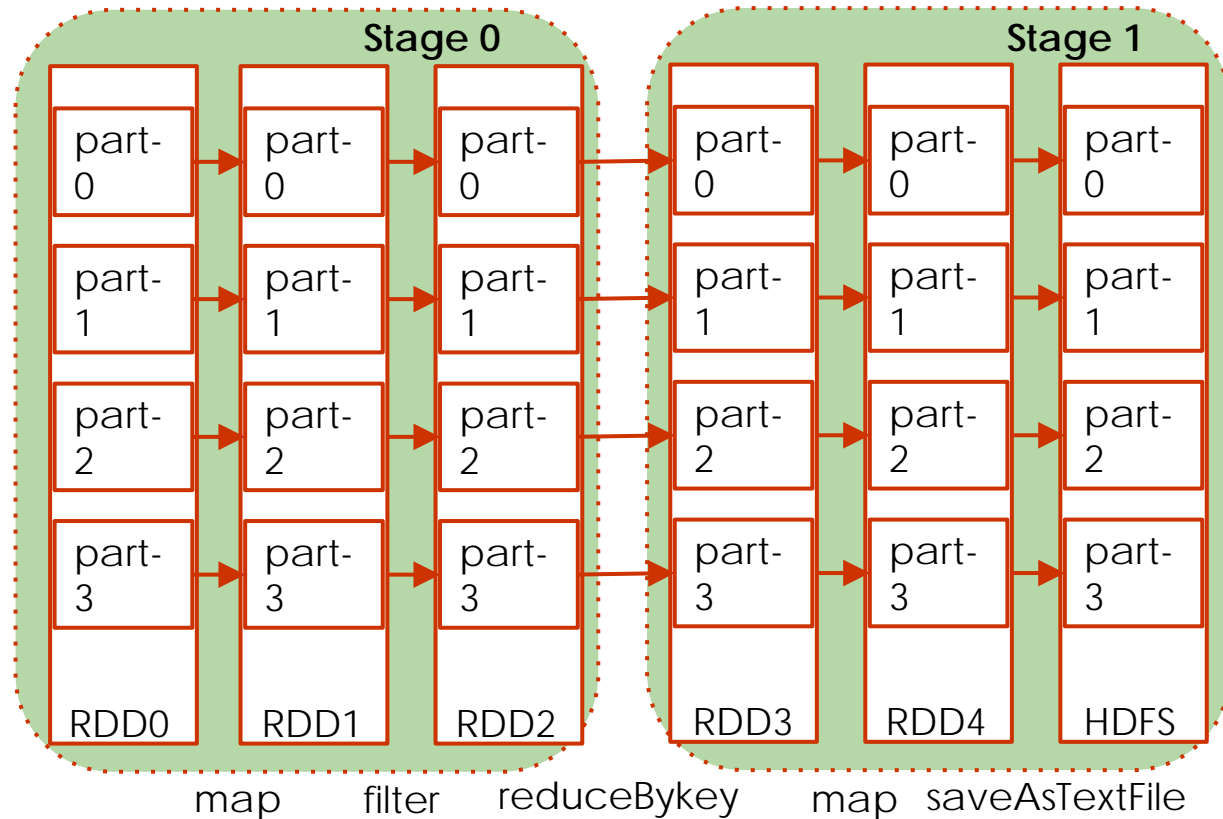 Stage 0
Stage 1
part-
0
part-
0
part-
0
part-
0
part-
0
part-
0
part-
1
part-
1
part-
1
part-
1
part-
1
part-
1
part-
2
part-
2
part-
2
part-
2
part-
2
part-
2
part-
3
part-
3
part-
3
part-
3
part-
3
part-
3
RDD0
RDD1
RDD2
RDD3
RDD4
HDFS
map
filter
reduceBykey
map
saveAsTextFile